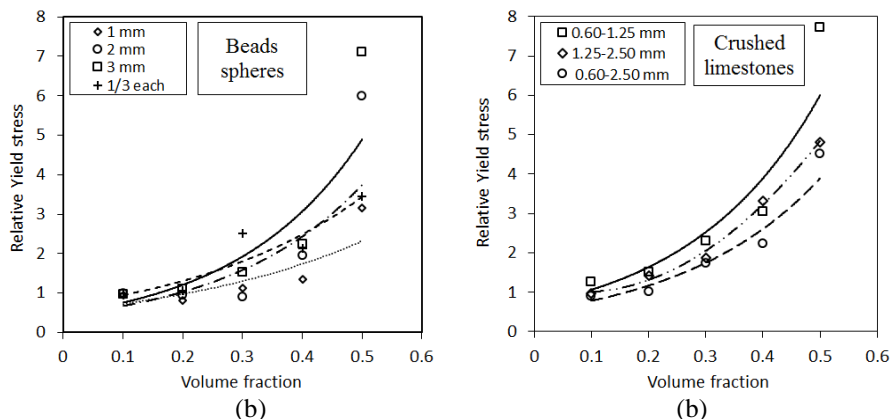 8
7
6
5
4
3
2
1
0
Relative Yield stress
1 mm
2 mm
3 mm
1/3 each
Beads
spheres
0 0.1 0.2 0.3 0.4 0.5 0.6
Volume fraction
(b)
8
7
6
5
4
3
2
1
0
Relative Yield stress
0.60-1.25 mm
1.25-2.50 mm
0.60-2.50 mm
Crushed
limestones
0 0.1 0.2 0.3 0.4 0.5 0.6
Volume fraction
(b)